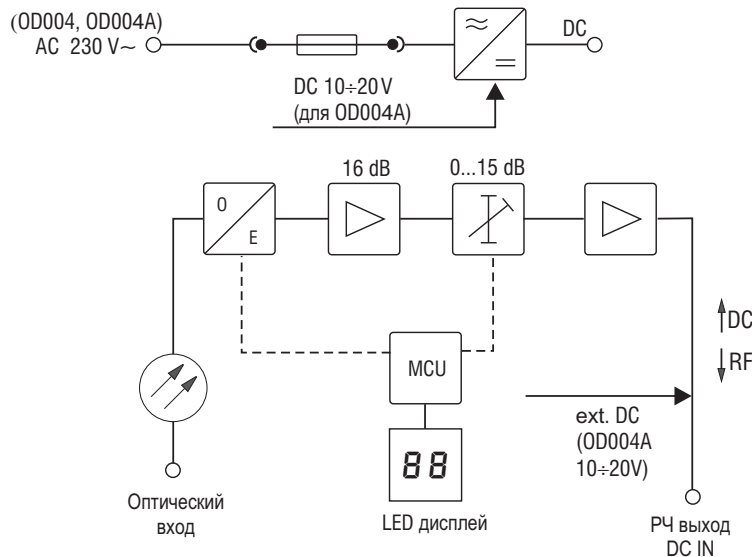 (OD004, OD004A)
AC 230 V~
DC
DC 10÷20V
(для OD004A)
16 dB
0...15 dB
O
E
DC
RF
MCU
ext. DC
(OD004A
10÷20V)
88
Оптический
вход
LED дисплей
РЧ выход
DC IN